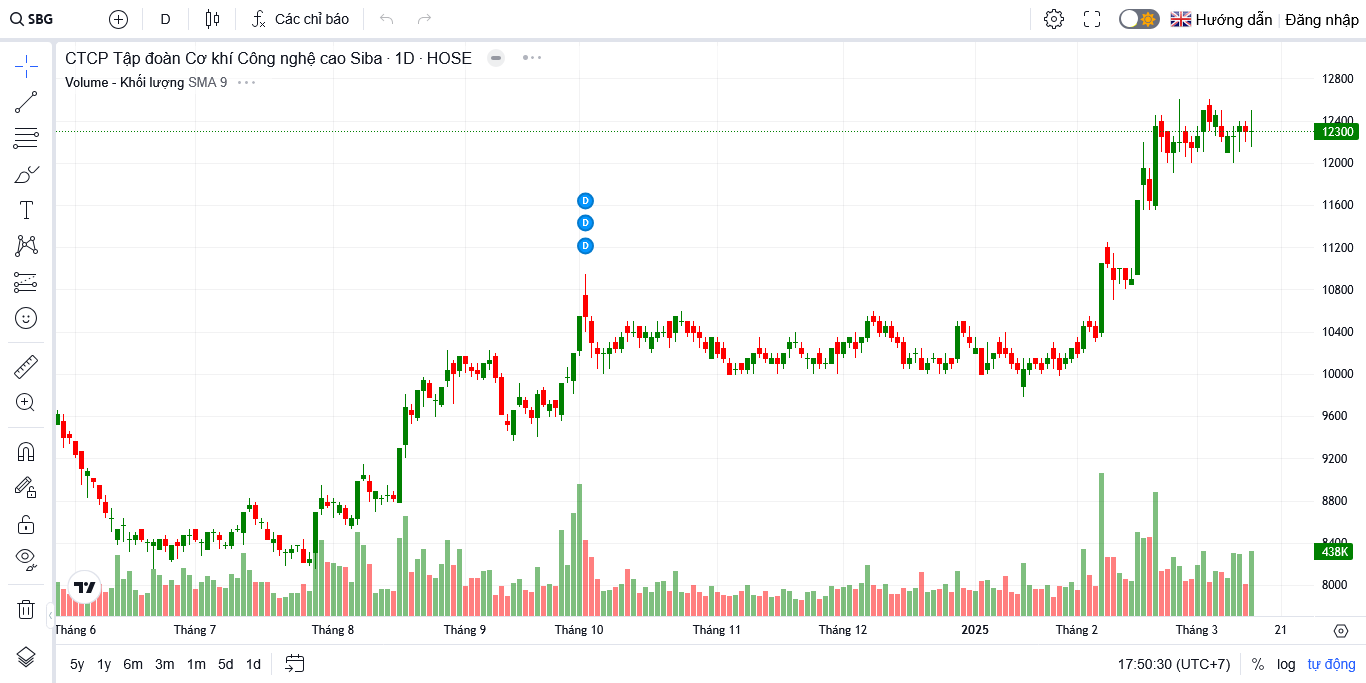 SBG D Các chỉ báo Hướng dẫn Đăng nhập
CTCP Tập đoàn Cơ khí Công nghệ cao Siba · 1D · HOSE
Volume - Khối lượng SMA 9
D
D
D
12800
12400
12300
12000
11600
11200
10800
10400
10000
9600
9200
8800
8400
438K
8000
Tháng 6 Tháng 7 Tháng 8 Tháng 9 Tháng 10 Tháng 11 Tháng 12 2025 Tháng 2 Tháng 3 21
5y 1y 6m 3m 1m 5d 1d 17:50:30 (UTC+7) % log tự động